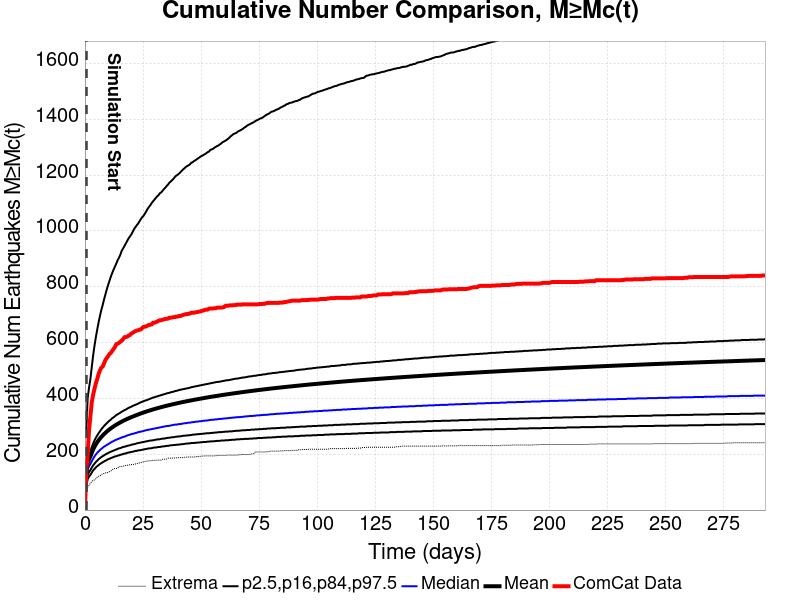 Cumulative Number Comparison, M≥Mc(t)
Cumulative Num Earthquakes M≥Mc(t)
1600
1400
1200
1000
800
600
400
200
0
Simulation Start
0 25 50 75 100 125 150 175 200 225 250 275
Time (days)
Extrema p2.5,p16,p84,p97.5 Median Mean ComCat Data